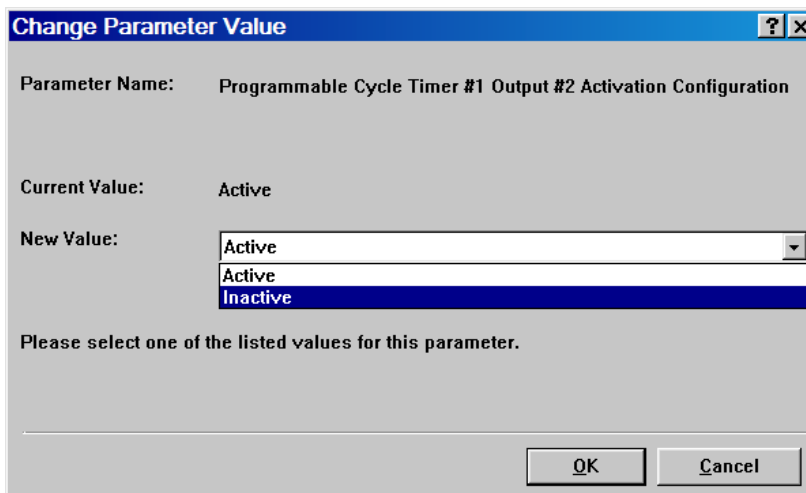 Change Parameter Value
Parameter Name: Programmable Cycle Timer #1 Output #2 Activation Configuration
Current Value: Active
New Value: Active
Active
Inactive
Please select one of the listed values for this parameter.
OK Cancel